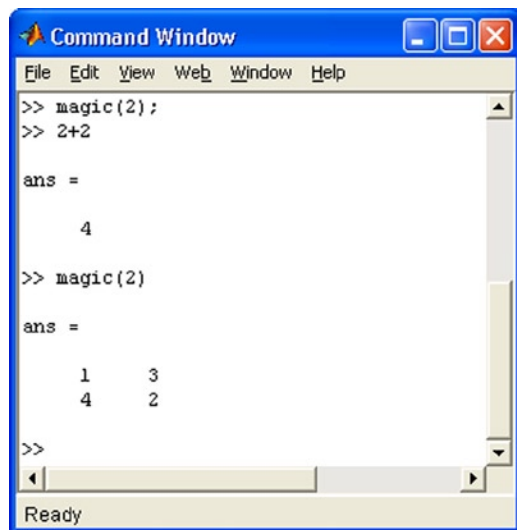 Command Window
File Edit View Web Window Help
>> magic(2);
>> 2+2
ans =
4
>> magic(2)
ans =
1 3
4 2
>>
Ready